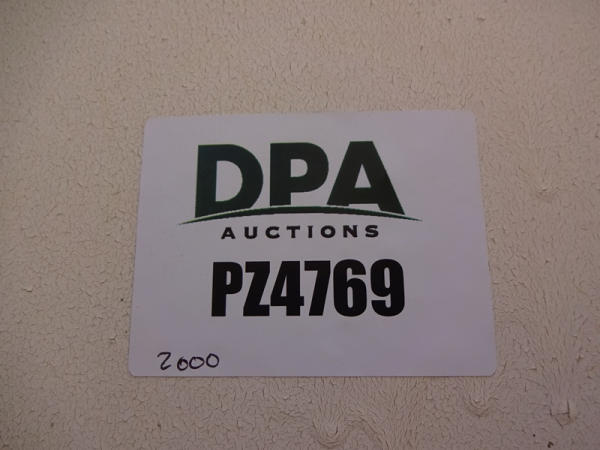 DPA
AUCTIONS
PZ4769
2000